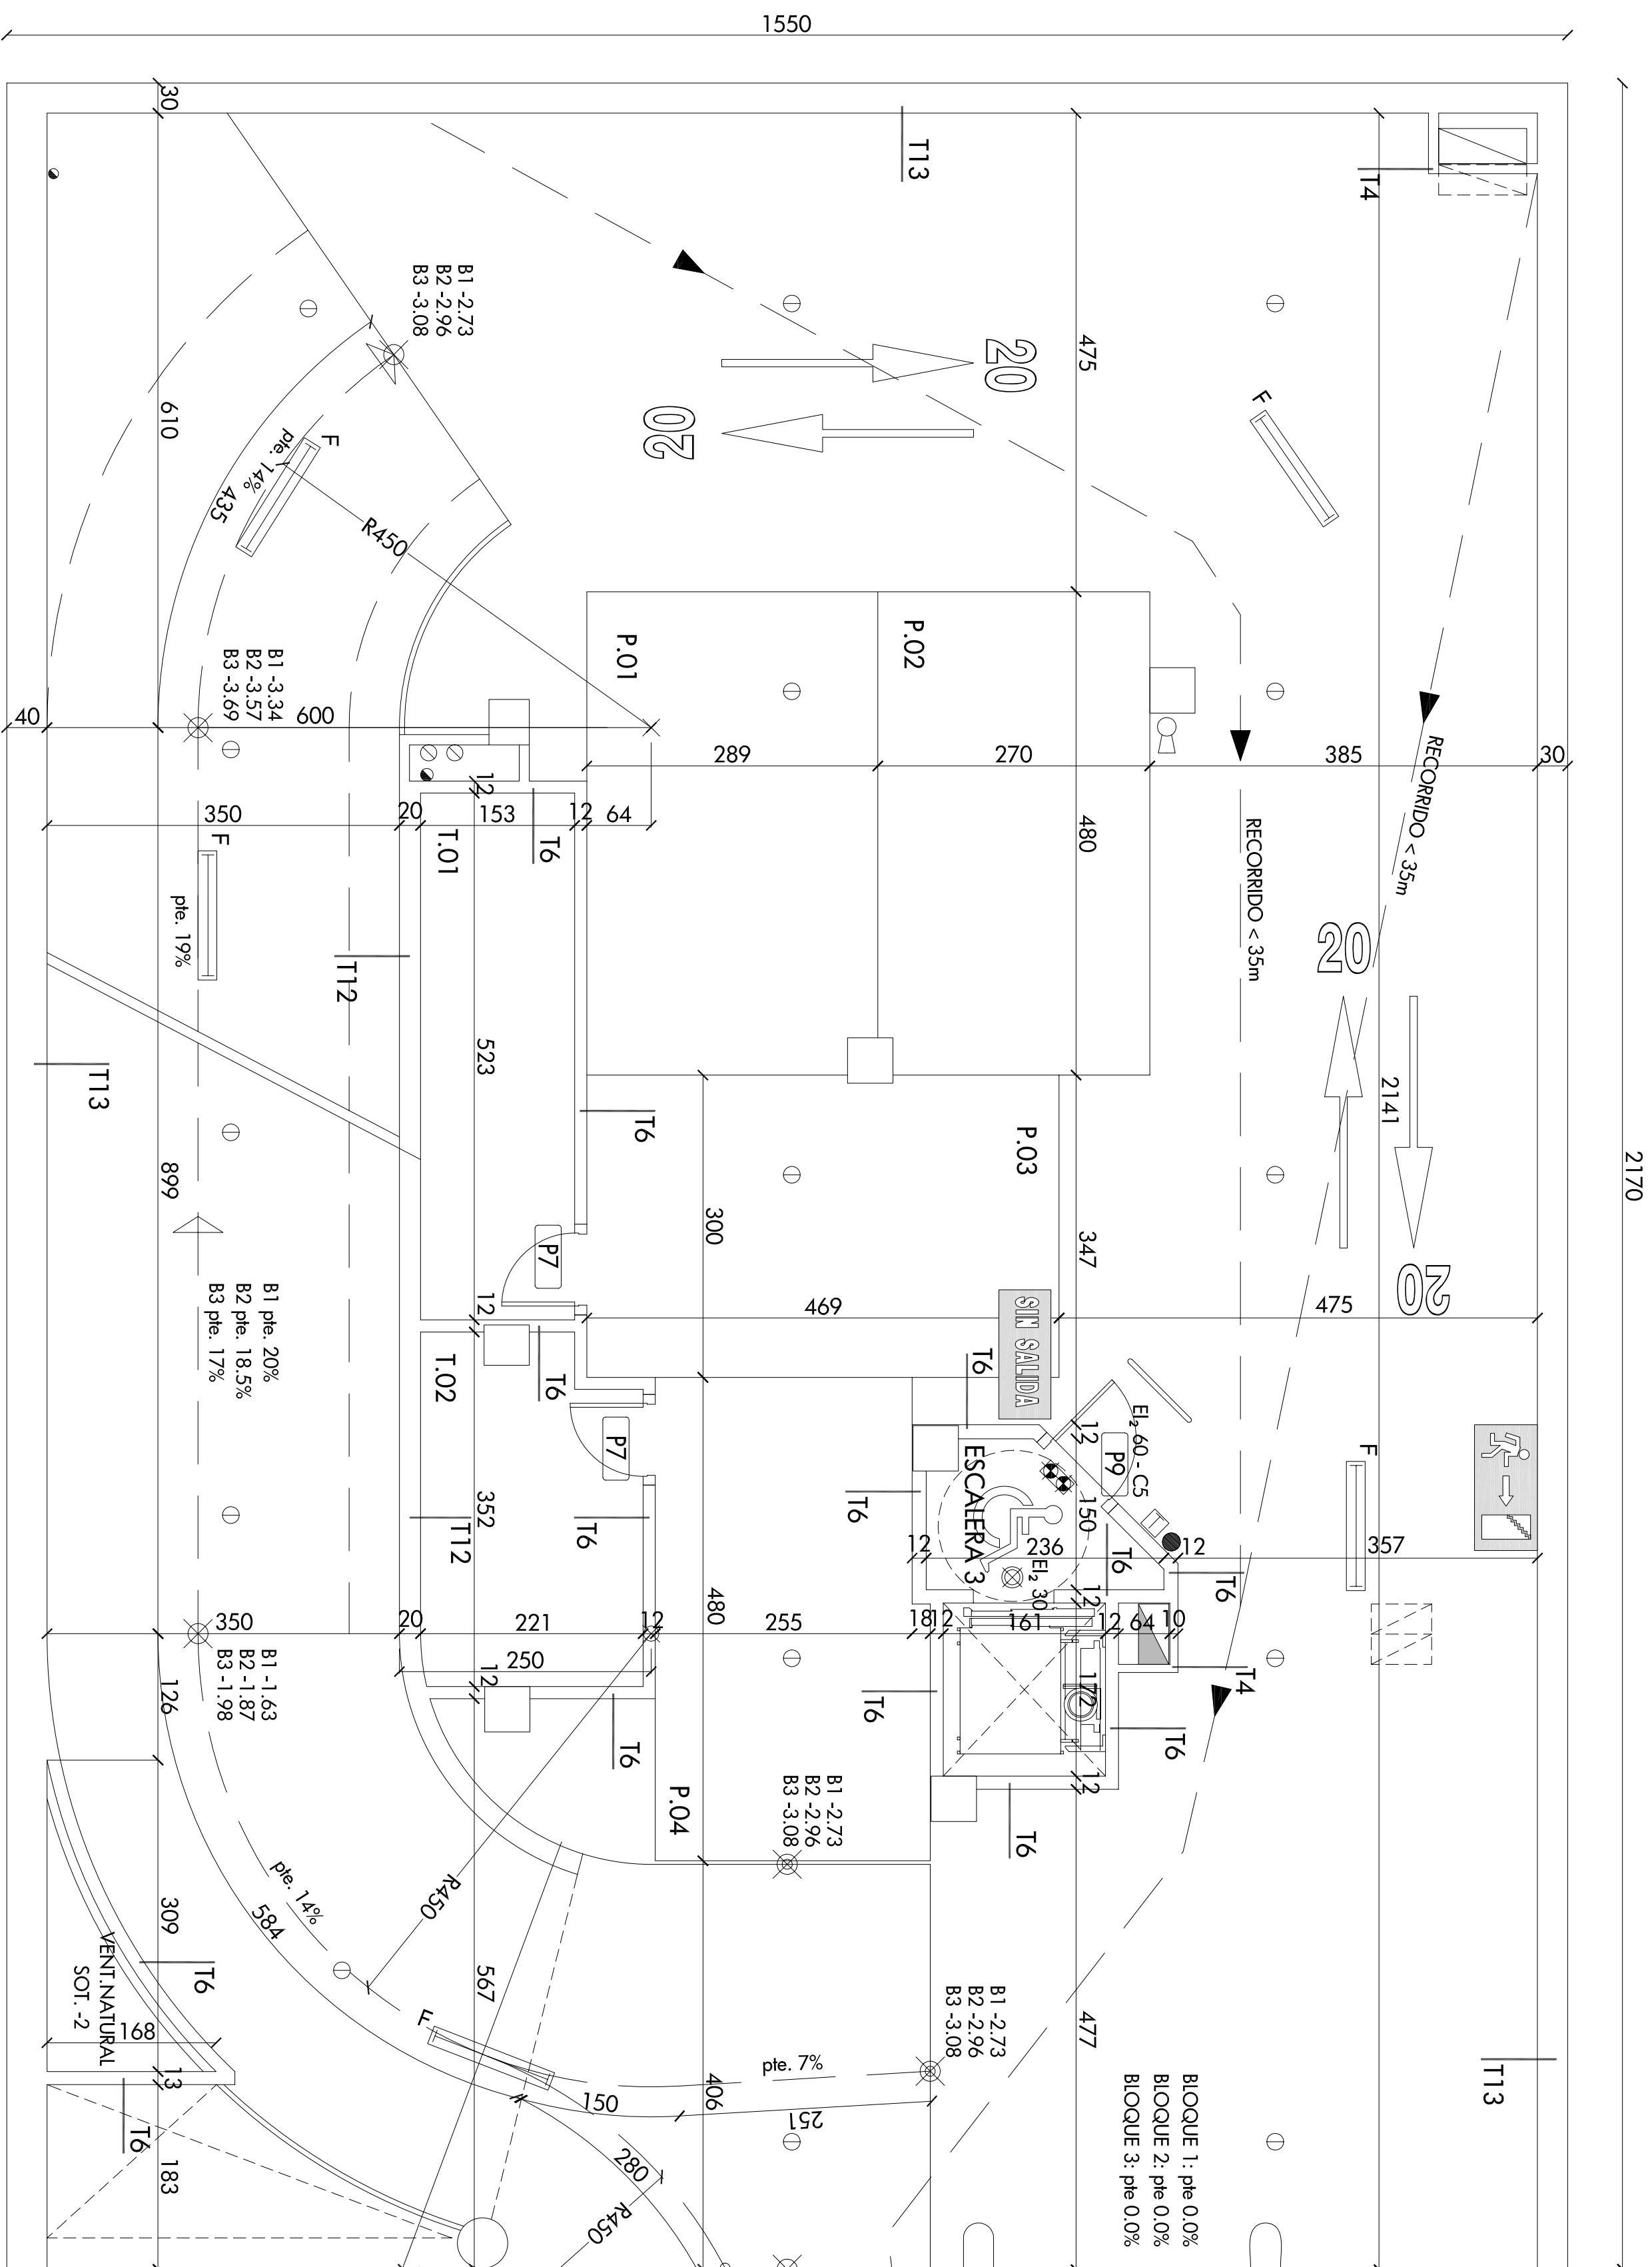 1550
30
T13
T4
B1 -2.73
B2 -2.96
B3 -3.08
20
20
475
F
610
F
pte. 14%
435
R450
P.01
P.02
B1 -3.34
B2 -3.57
B3 -3.69
40
600
289
270
385
30
RECORRIDO < 35m
RECORRIDO < 35m
12
350
20
153
12
64
480
F
T.01
T6
pte. 19%
20
T12
T13
523
T6
P.03
2141
2170
899
300
347
P7
20
B1 pte. 20%
B2 pte. 18.5%
B3 pte. 17%
12
469
475
SIN SALIDA
T.02
T6
T6
P7
EI₂ 60 - C5
12
P9
F
ESCALERA 3
352
T12
T6
T6
150
T6
12
236
12
357
T6
EI₂ 30
12
480
350
20
221
12
255
18
12
161
12
64
10
250
B1 -1.63
B2 -1.87
B3 -1.98
126
12
T6
T6
172
T4
T6
12
P.04
B1 -2.73
B2 -2.96
B3 -3.08
T6
pte. 14%
R450
309
584
VENT.NATURAL
SOT. -2
T6
567
F
168
B1 -2.73
B2 -2.96
B3 -3.08
477
pte. 7%
13
150
406
251
T13
T6
183
280
R450
BLOQUE 1: pte 0.0%
BLOQUE 2: pte 0.0%
BLOQUE 3: pte 0.0%